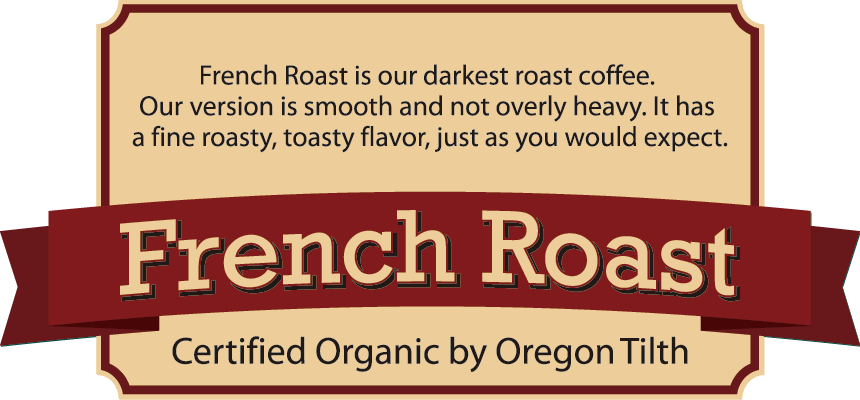 French Roast is our darkest roast coffee.
Our version is smooth and not overly heavy. It has
a fine roasty, toasty flavor, just as you would expect.
French Roast
Certified Organic by Oregon Tilth